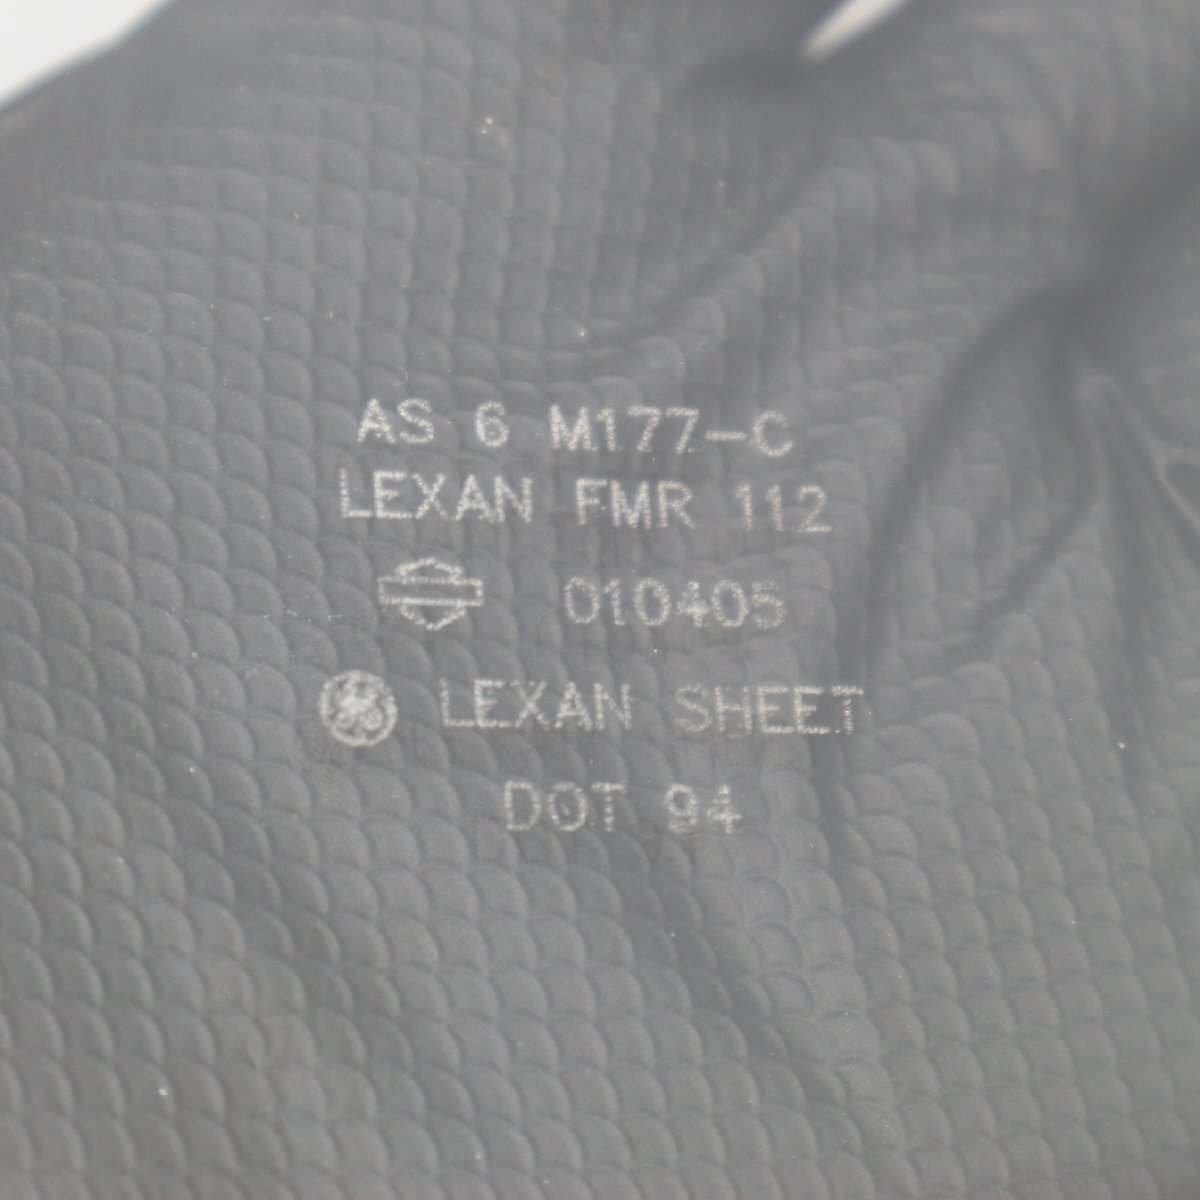 AS 6 M177-C
LEXAN FMR 112
010405
LEXAN SHEET
DOT 94